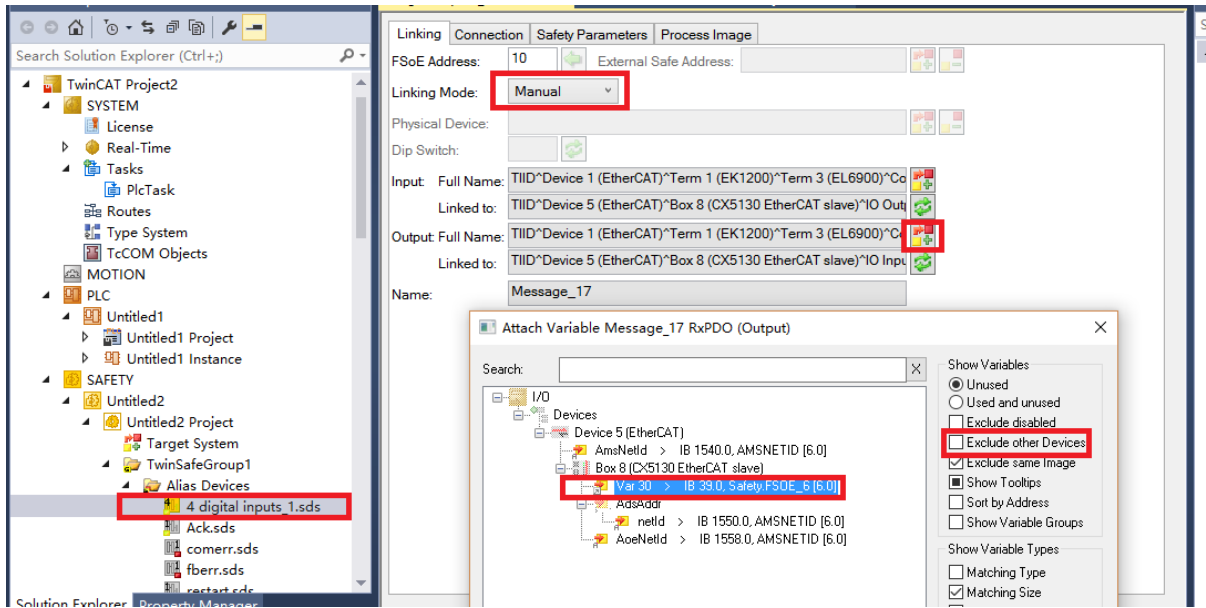 Search Solution Explorer (Ctrl+;)
TwinCAT Project2
SYSTEM
License
Real-Time
Tasks
PlcTask
Routes
Type System
TcCOM Objects
MOTION
PLC
Untitled1
Untitled1 Project
Untitled1 Instance
SAFETY
Untitled2
Untitled2 Project
Target System
TwinSafeGroup1
Alias Devices
4 digital inputs_1.sds
Ack.sds
comerr.sds
fberr.sds
restart.sds
Solution Explorer Property Manager
Linking Connection Safety Parameters Process Image
FSoE Address: 10 External Safe Address:
Linking Mode: Manual
Physical Device:
Dip Switch:
Input: Full Name: TIID^Device 1 (EtherCAT)^Term 1 (EK1200)^Term 3 (EL6900)^Co
Linked to: TIID^Device 5 (EtherCAT)^Box 8 (CX5130 EtherCAT slave)^IO Outp
Output: Full Name: TIID^Device 1 (EtherCAT)^Term 1 (EK1200)^Term 3 (EL6900)^Co
Linked to: TIID^Device 5 (EtherCAT)^Box 8 (CX5130 EtherCAT slave)^IO Inpu
Name: Message_17
Attach Variable Message_17 RxPDO (Output)
Search: X
I/O
Devices
Device 5 (EtherCAT)
AmsNetId > IB 1540.0, AMSNETID [6.0]
Box 8 (CX5130 EtherCAT slave)
Var 30 > IB 39.0, Safety.FSOE_6 [6.0]
AdsAddr
netId > IB 1550.0, AMSNETID [6.0]
AoeNetId > IB 1558.0, AMSNETID [6.0]
Show Variables
Unused
Used and unused
Exclude disabled
Exclude other Devices
Exclude same Image
Show Tooltips
Sort by Address
Show Variable Groups
Show Variable Types
Matching Type
Matching Size